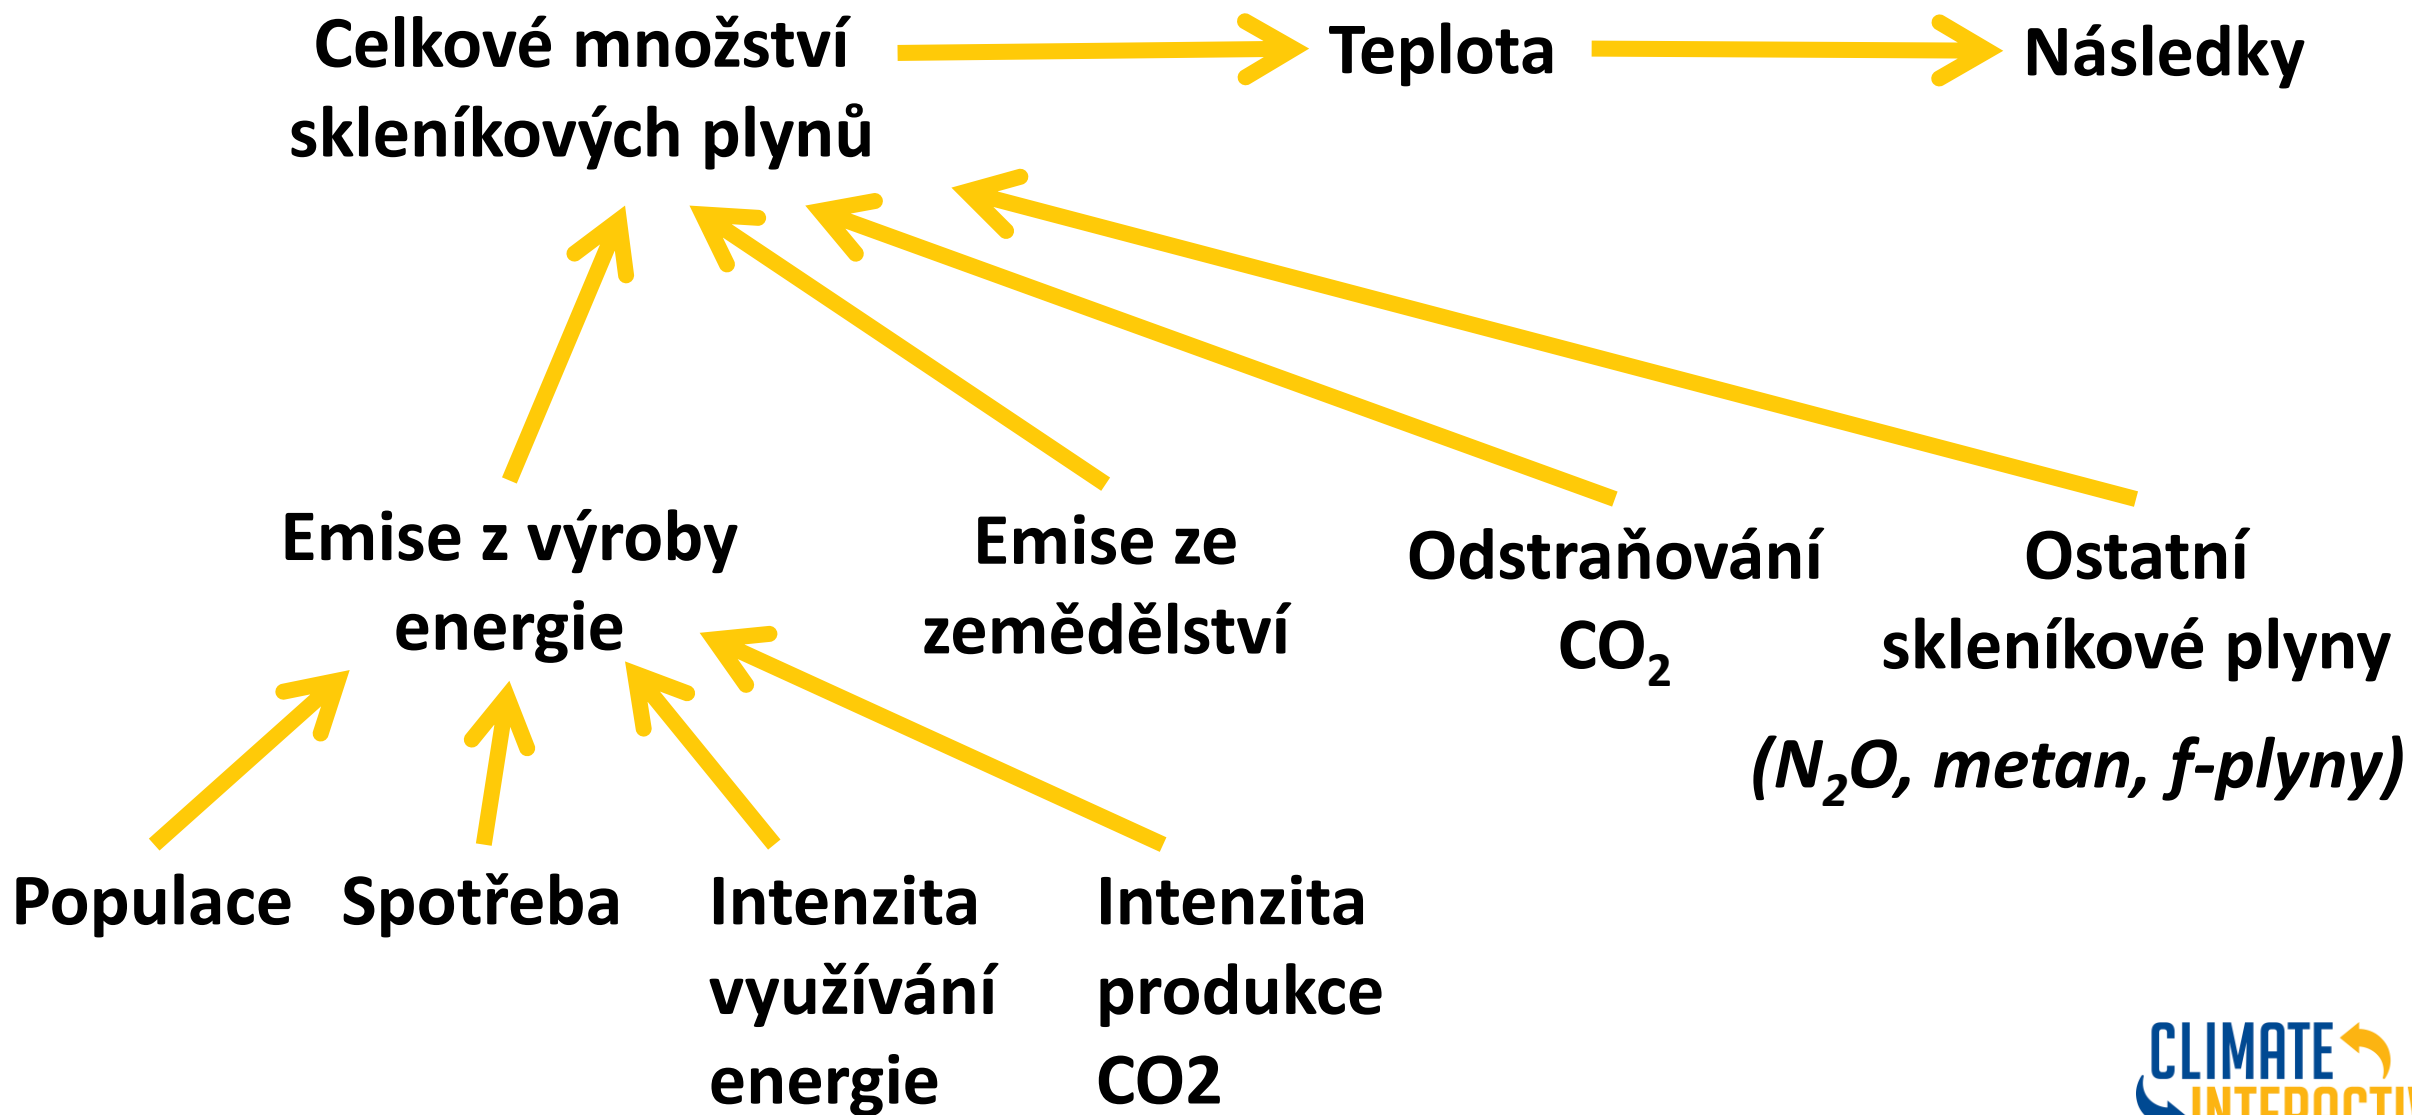 Celkové množství
skleníkových plynů
Teplota
Následky
Emise z výroby
energie
Emise ze
zemědělství
Odstraňování
CO₂
Ostatní
skleníkové plyny
(N₂O, metan, f-plyny)
Populace
Spotřeba
Intenzita
využívání
energie
Intenzita
produkce
CO2
CLIMATE